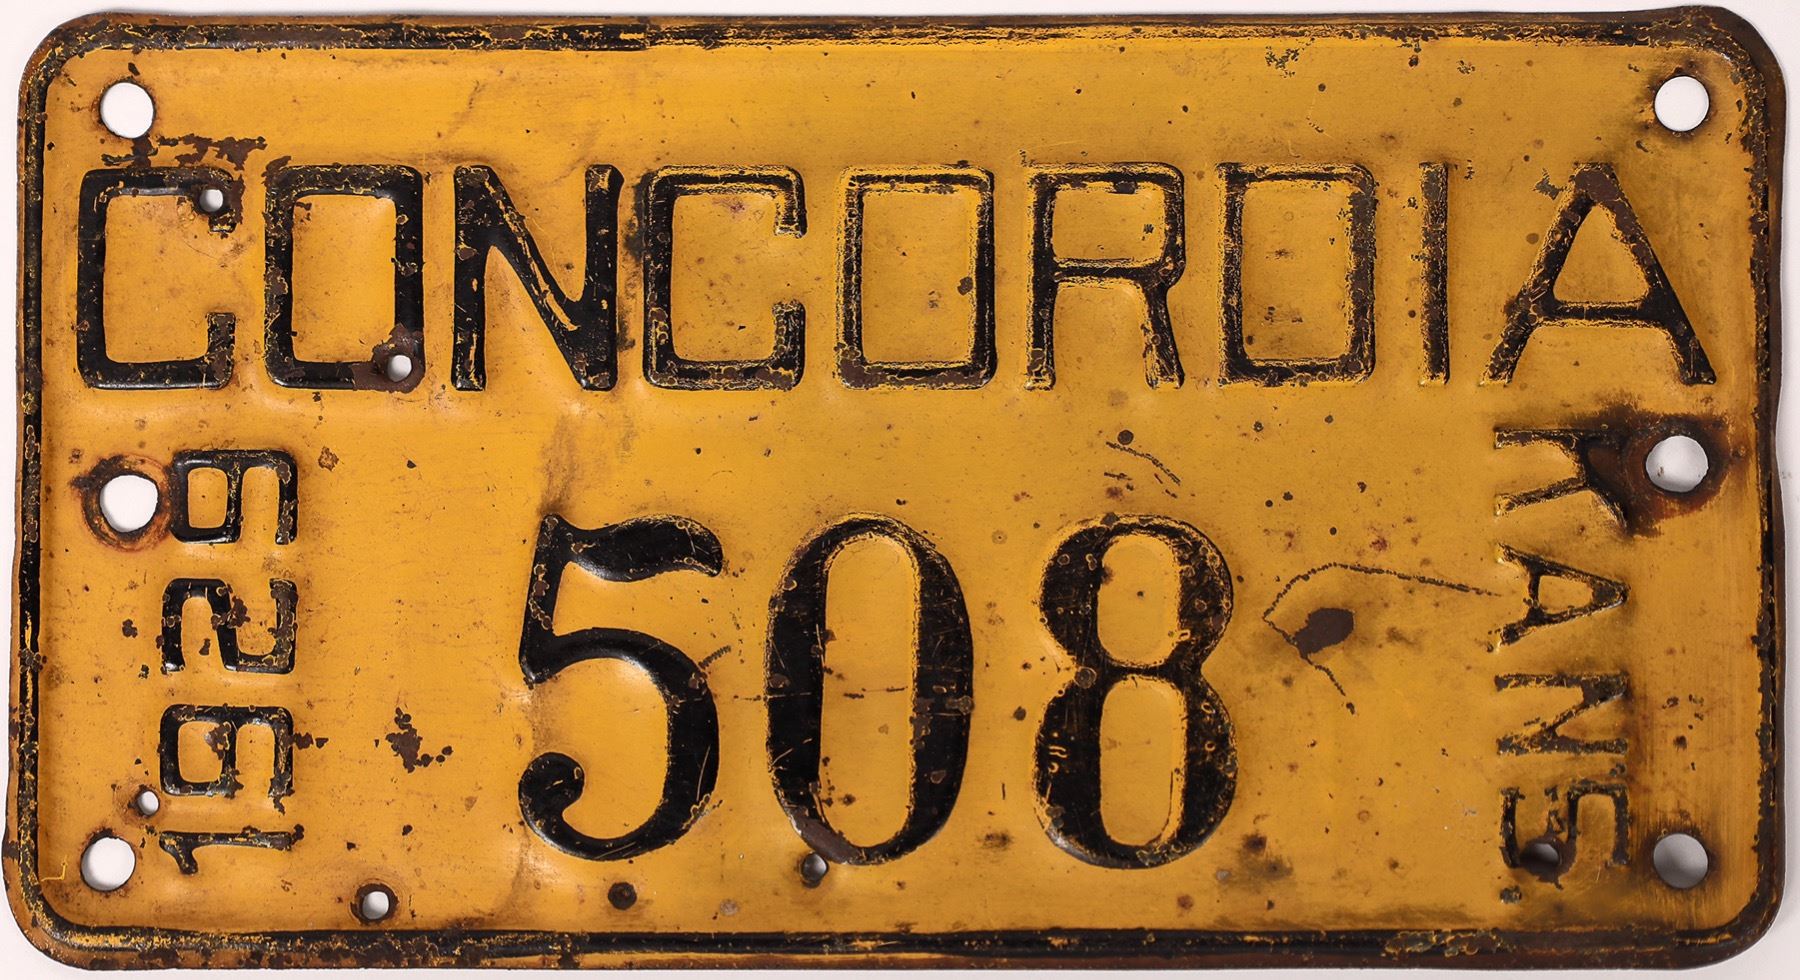 CONCORDIA
1929
508
KANS.